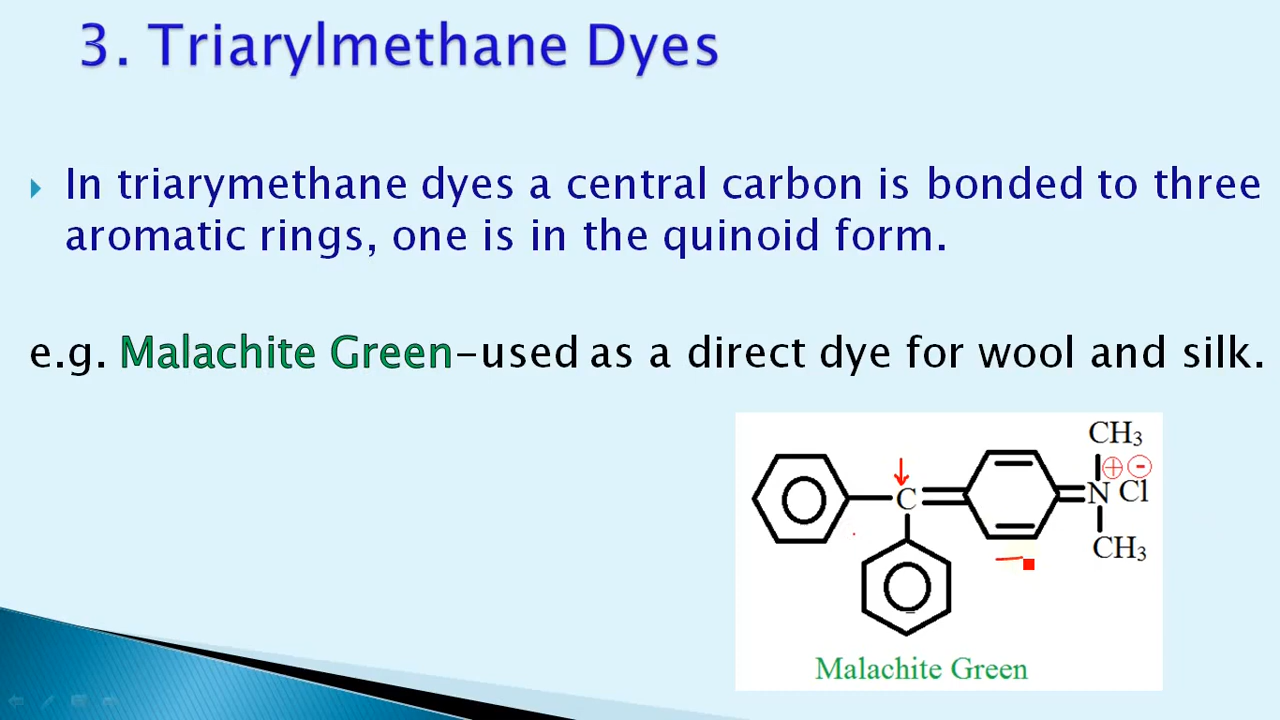 3. Triarylmethane Dyes
In triarymethane dyes a central carbon is bonded to three
aromatic rings, one is in the quinoid form.
e.g. Malachite Green-used as a direct dye for wool and silk.
CH₃
⊕ ⊖
C N Cl
CH₃
Malachite Green